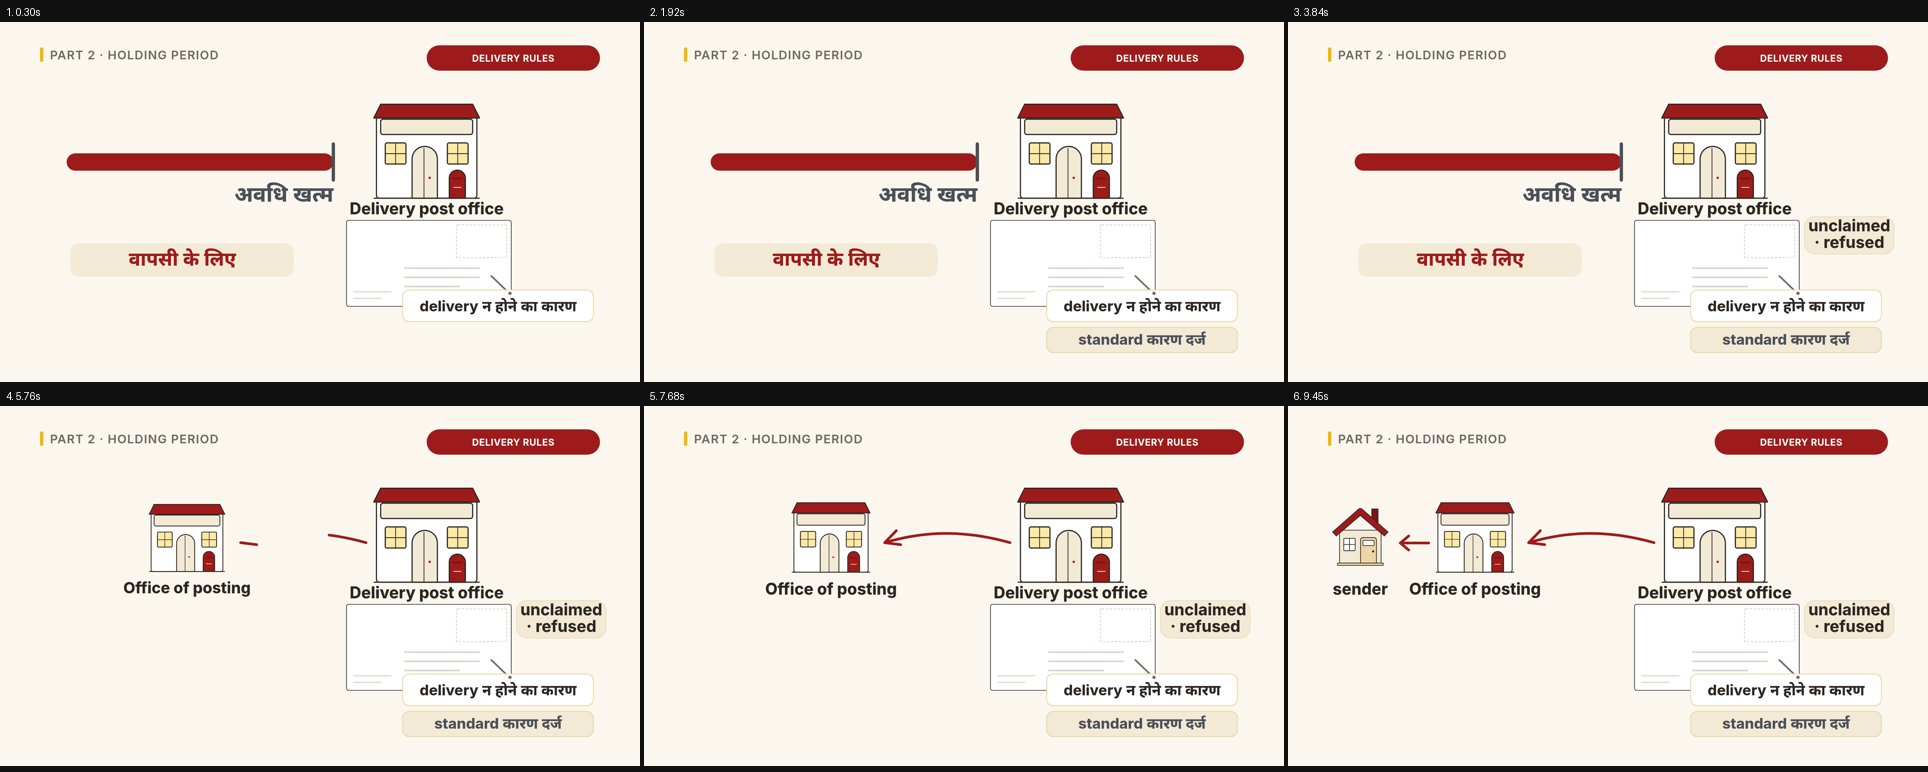 1. 0.30s
PART 2 · HOLDING PERIOD
DELIVERY RULES
अवधि खत्म
Delivery post office
वापसी के लिए
delivery न होने का कारण
2. 1.92s
PART 2 · HOLDING PERIOD
DELIVERY RULES
अवधि खत्म
Delivery post office
वापसी के लिए
delivery न होने का कारण
standard कारण दर्ज
3. 3.84s
PART 2 · HOLDING PERIOD
DELIVERY RULES
अवधि खत्म
Delivery post office
unclaimed
· refused
वापसी के लिए
delivery न होने का कारण
standard कारण दर्ज
4. 5.76s
PART 2 · HOLDING PERIOD
DELIVERY RULES
Office of posting
Delivery post office
unclaimed
· refused
delivery न होने का कारण
standard कारण दर्ज
5. 7.68s
PART 2 · HOLDING PERIOD
DELIVERY RULES
Office of posting
Delivery post office
unclaimed
· refused
delivery न होने का कारण
standard कारण दर्ज
6. 9.45s
PART 2 · HOLDING PERIOD
DELIVERY RULES
sender
Office of posting
Delivery post office
unclaimed
· refused
delivery न होने का कारण
standard कारण दर्ज